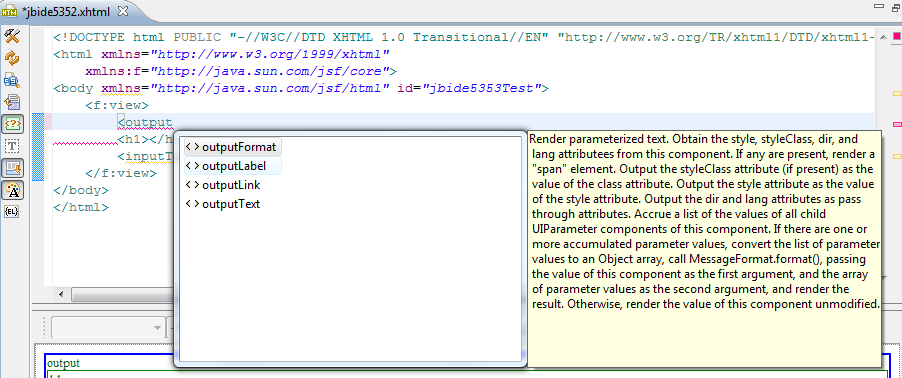 *jbide5352.xhtml
<!DOCTYPE html PUBLIC "-//W3C//DTD XHTML 1.0 Transitional//EN" "http://www.w3.org/TR/xhtml1/DTD/xhtml1-
<html xmlns="http://www.w3.org/1999/xhtml"
xmlns:f="http://java.sun.com/jsf/core">
<body xmlns="http://java.sun.com/jsf/html" id="jbide5353Test">
<f:view>
<output
<h1></h
<inputT
</f:view>
</body>
</html>
<> outputFormat
<> outputLabel
<> outputLink
<> outputText
Render parameterized text. Obtain the style, styleClass, dir, and
lang attributees from this component. If any are present, render a
"span" element. Output the styleClass attribute (if present) as the
value of the class attribute. Output the style attribute as the value
of the style attribute. Output the dir and lang attributes as pass
through attributes. Accrue a list of the values of all child
UIParameter components of this component. If there are one or
more accumulated parameter values, convert the list of parameter
values to an Object array, call MessageFormat.format(), passing
the value of this component as the first argument, and the array
of parameter values as the second argument, and render the
result. Otherwise, render the value of this component unmodified.
output